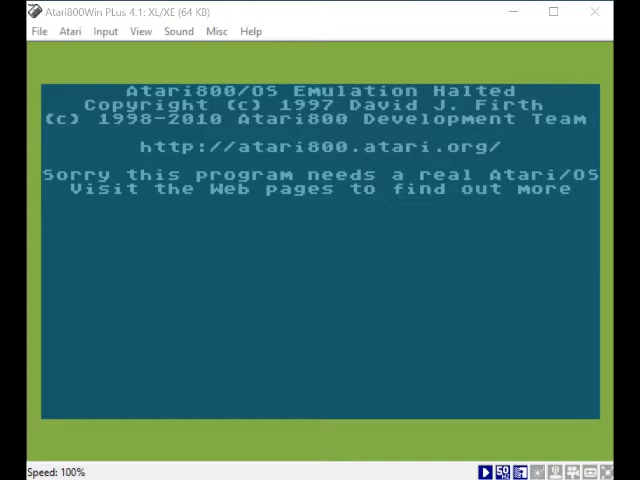 Atari800Win PLus 4.1: XL/XE (64 KB)
File Atari Input View Sound Misc Help
Atari800/OS Emulation Halted
Copyright (c) 1997 David J. Firth
(c) 1998-2010 Atari800 Development Team
http://atari800.atari.org/
Sorry this program needs a real Atari/OS
Visit the Web pages to find out more
Speed: 100%
50